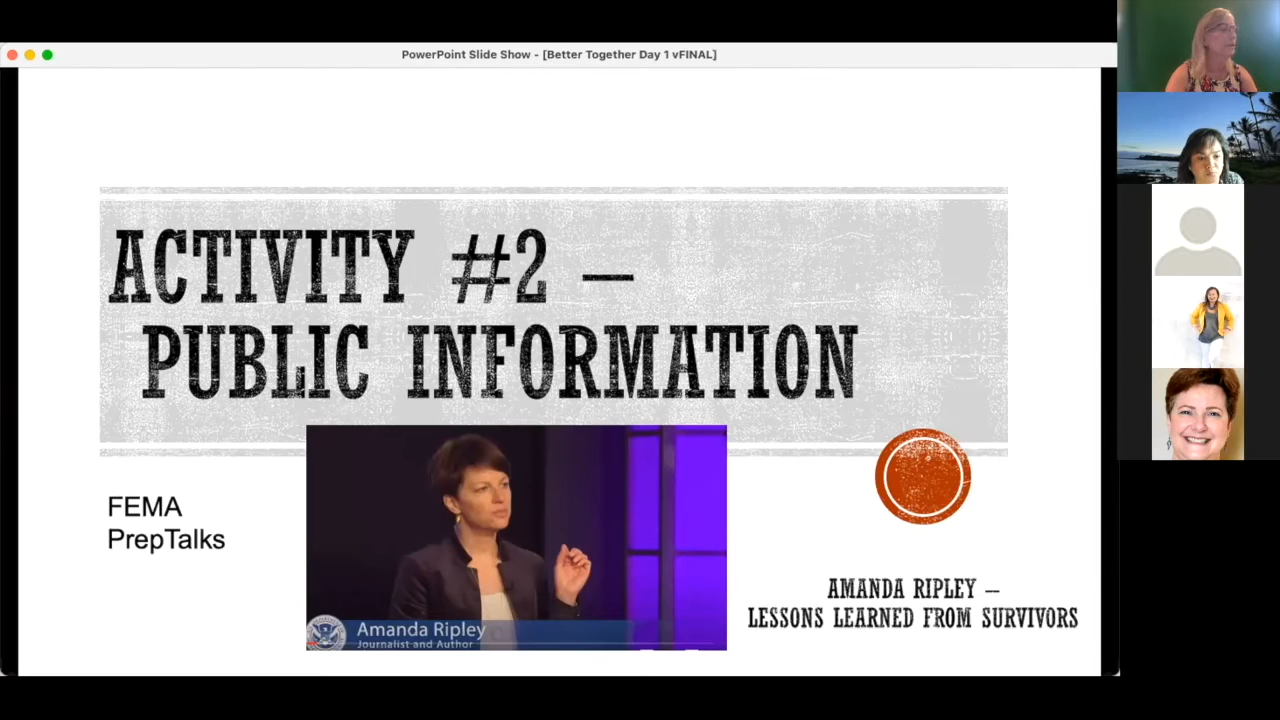 PowerPoint Slide Show - [Better Together Day 1 vFINAL]
ACTIVITY #2 –
PUBLIC INFORMATION
FEMA
PrepTalks
Amanda Ripley
Journalist and Author
AMANDA RIPLEY –
LESSONS LEARNED FROM SURVIVORS